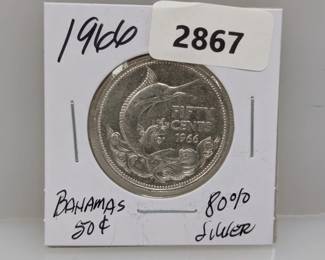 1966
2867
FIFTY
CENTS
1966
BAHAMAS
50¢
80%
SILVER